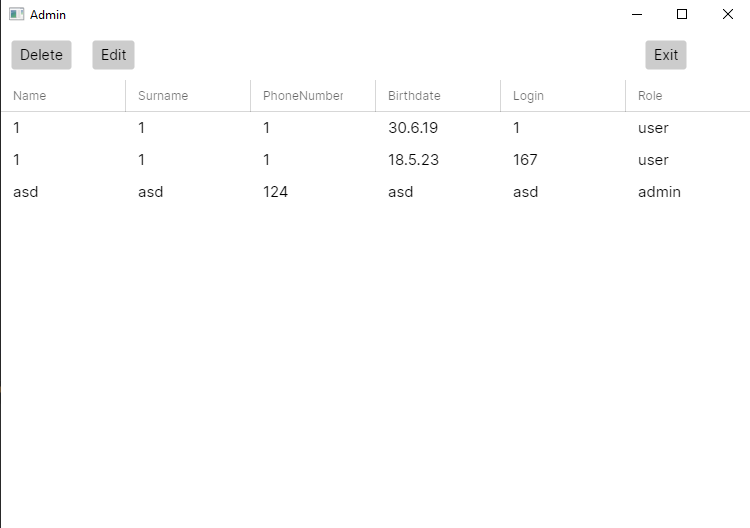 Admin
Delete Edit Exit
Name Surname PhoneNumber Birthdate Login Role
1 1 1 30.6.19 1 user
1 1 1 18.5.23 167 user
asd asd 124 asd asd admin